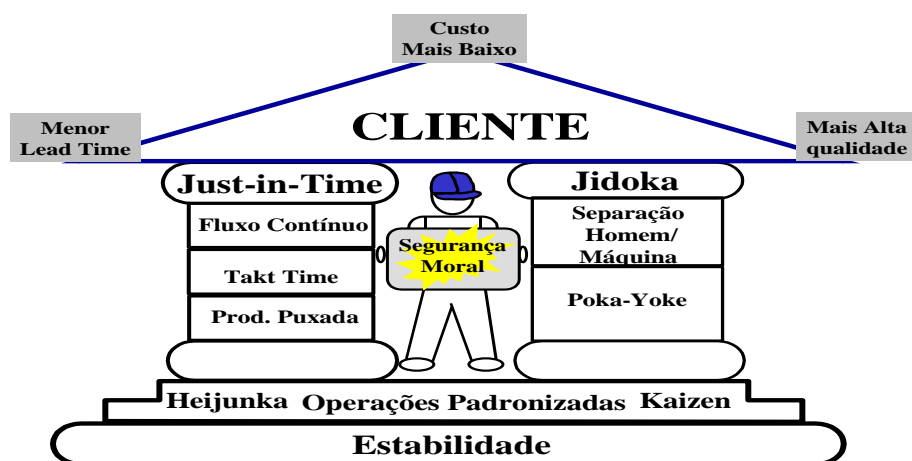 Custo
Mais Baixo
CLIENTE
Menor
Lead Time
Mais Alta
qualidade
Just-in-Time
Fluxo Contínuo
Takt Time
Prod. Puxada
Segurança
Moral
Jidoka
Separação
Homem/
Máquina
Poka-Yoke
Heijunka Operações Padronizadas Kaizen
Estabilidade